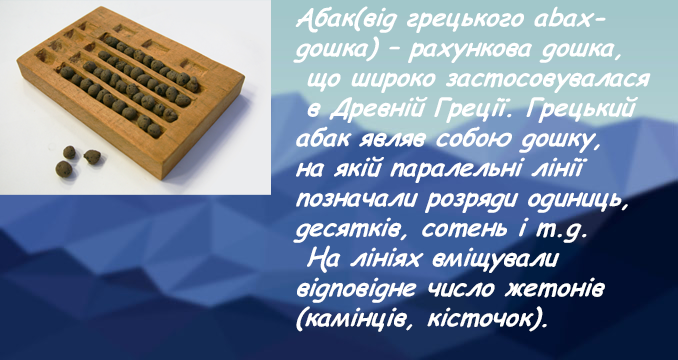 Абак(від грецького abax-
дошка) - рахункова дошка,
що широко застосовувалася
в Древній Греції. Грецький
абак являв собою дошку,
на якій паралельні лінії
позначали розряди одиниць,
десятків, сотень і т.д.
На лініях вміщували
відповідне число жетонів
(камінців, кісточок).